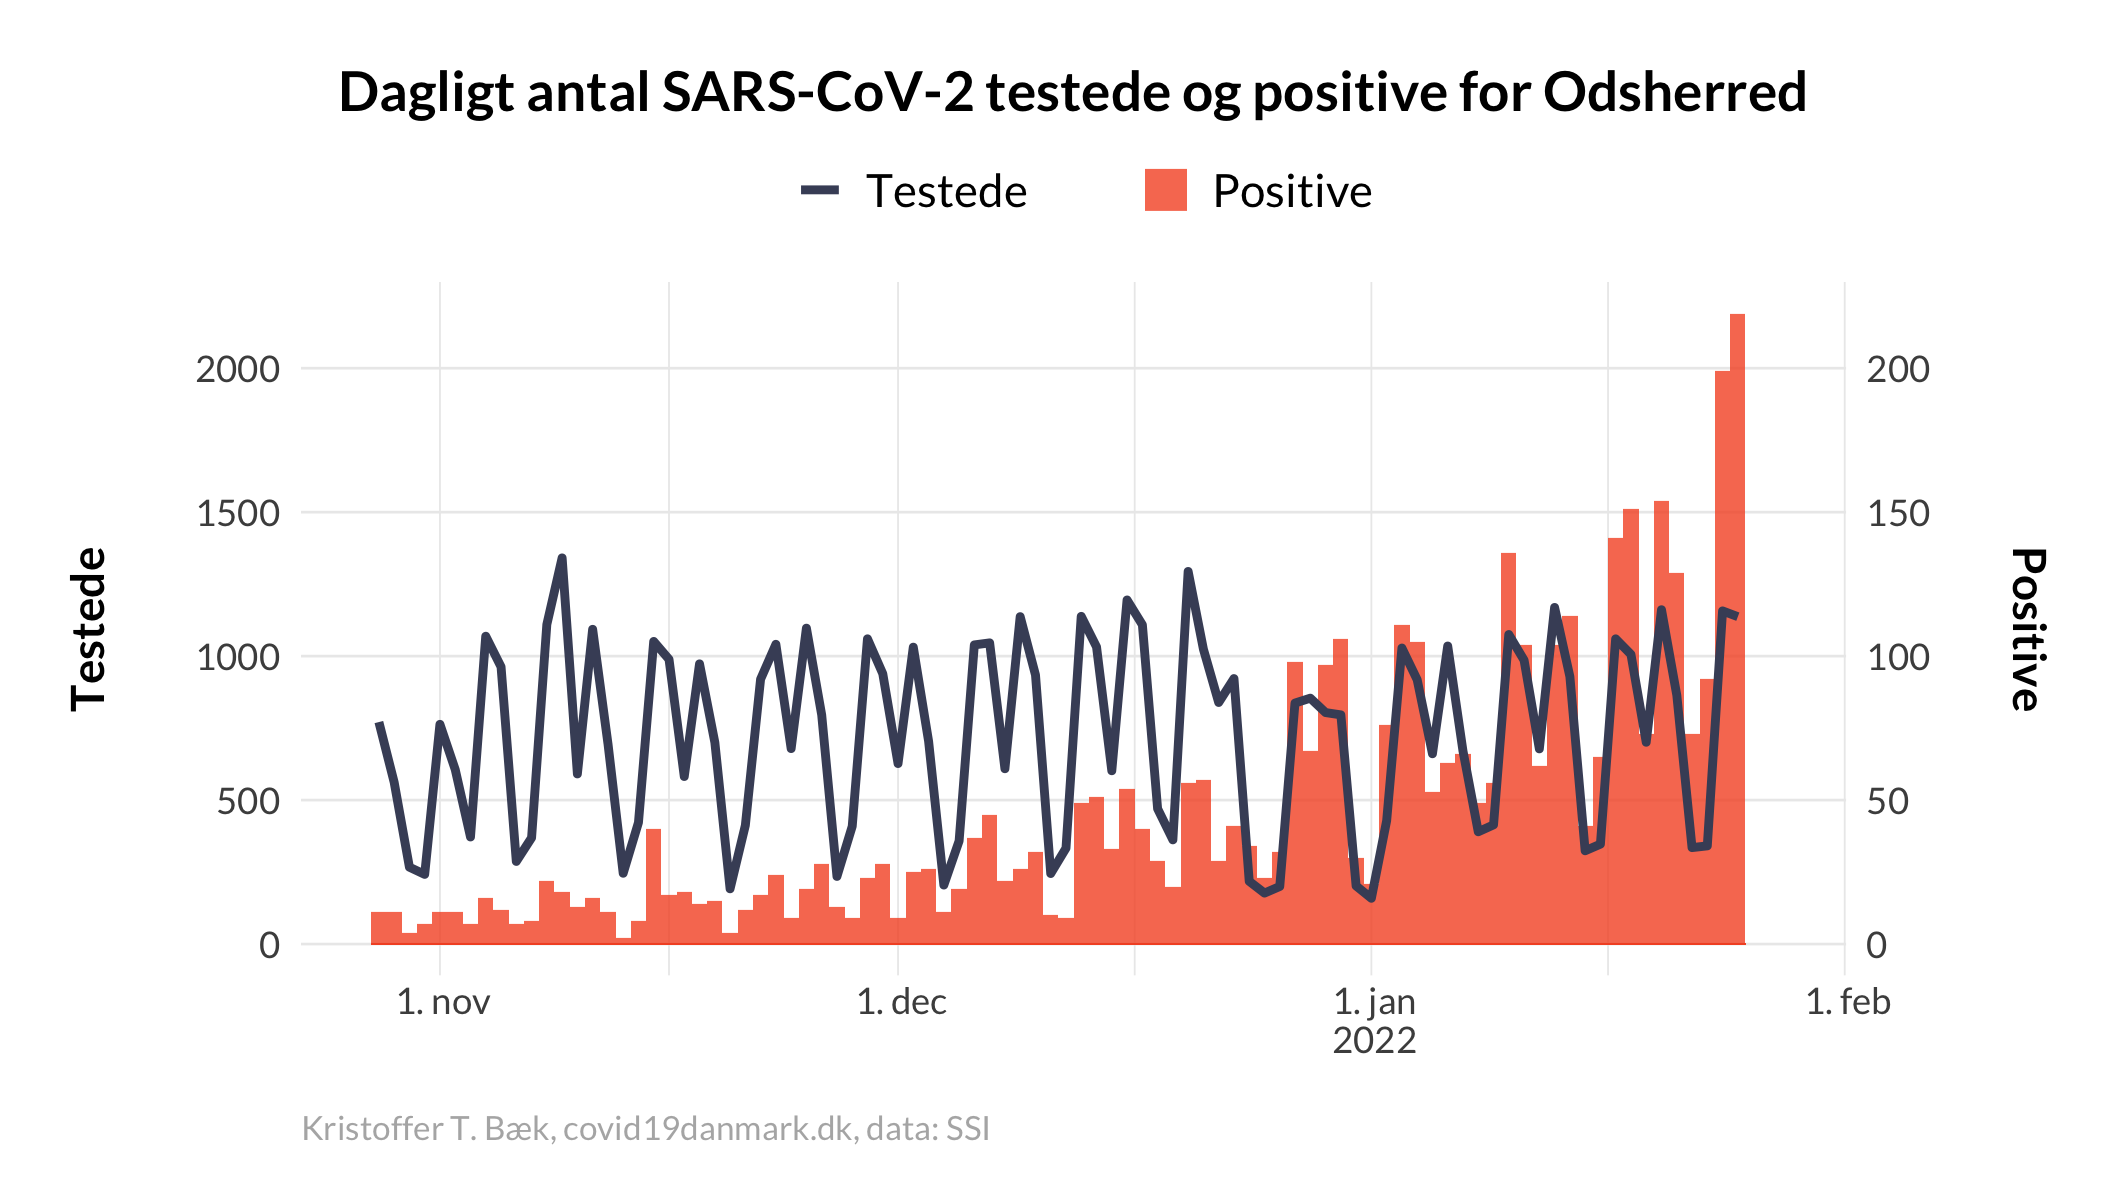 Dagligt antal SARS-CoV-2 testede og positive for Odsherred
Testede
Positive
Testede
2000
1500
1000
500
0
200
150
100
50
0
Positive
1. nov
1. dec
1. jan
2022
1. feb
Kristoffer T. Bæk, covid19danmark.dk, data: SSI